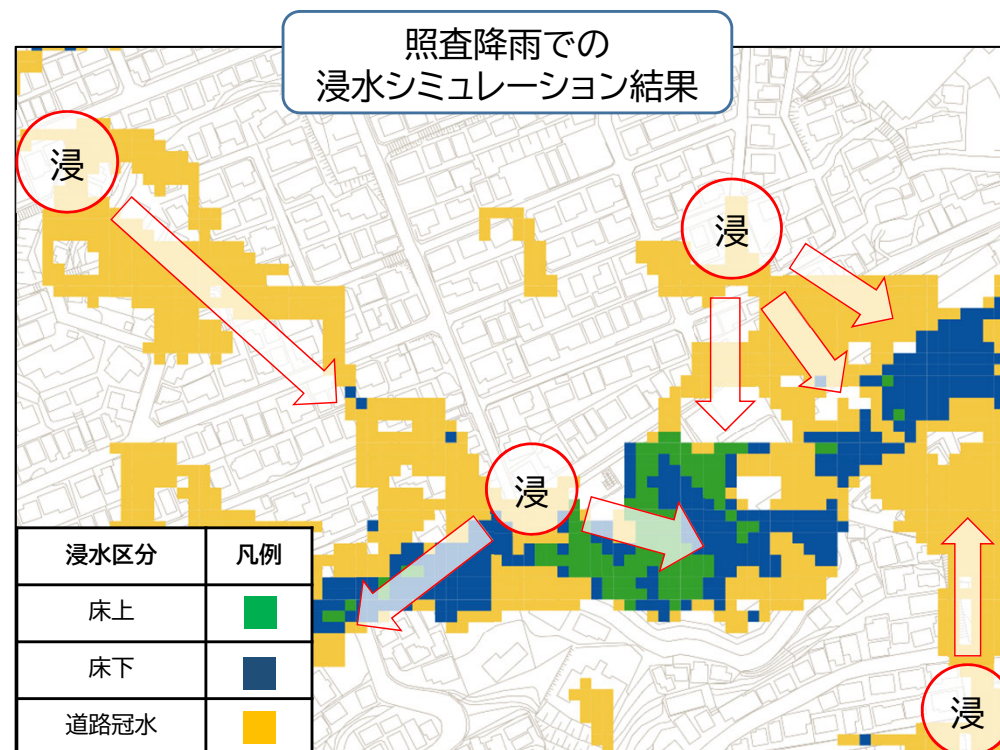 照査降雨での
浸水シミュレーション結果
浸
浸
浸
浸水区分 凡例
床上
床下
道路冠水
浸